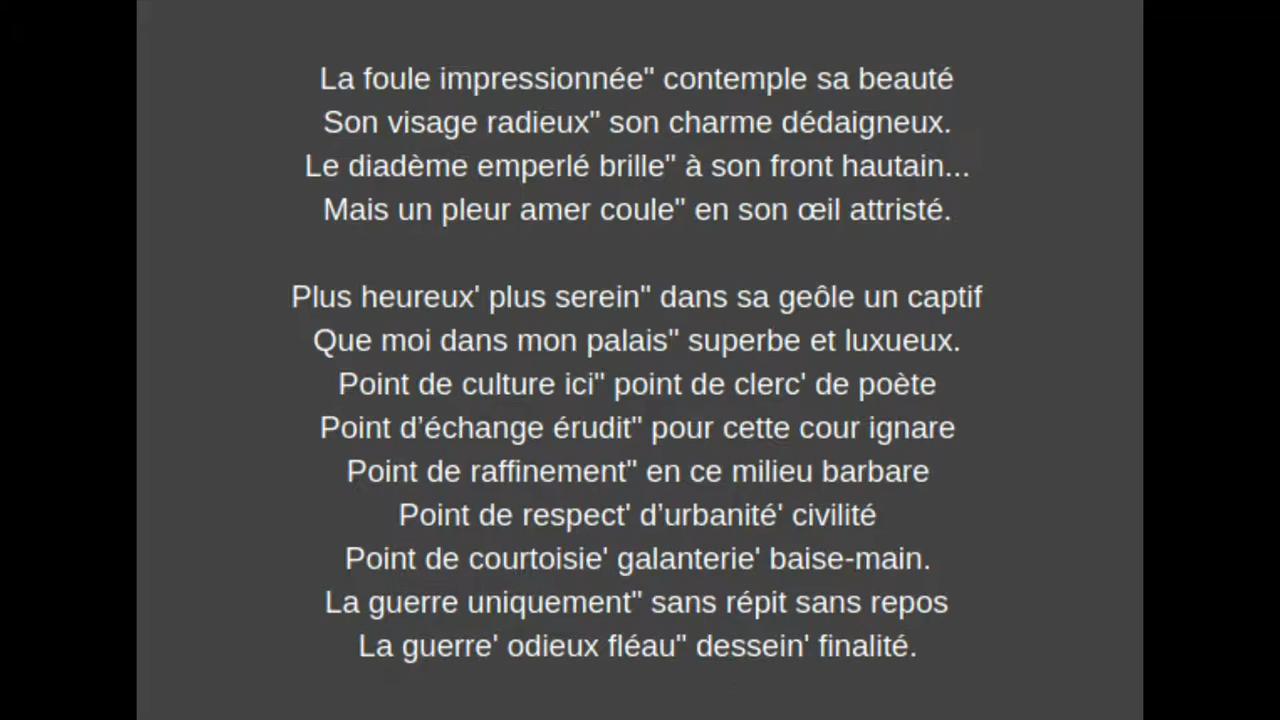 La foule impressionnée" contemple sa beauté
Son visage radieux" son charme dédaigneux.
Le diadème emperlé brille" à son front hautain...
Mais un pleur amer coule" en son œil attristé.

Plus heureux' plus serein" dans sa geôle un captif
Que moi dans mon palais" superbe et luxueux.
Point de culture ici" point de clerc' de poète
Point d’échange érudit" pour cette cour ignare
Point de raffinement" en ce milieu barbare
Point de respect' d’urbanité' civilité
Point de courtoisie' galanterie' baise-main.
La guerre uniquement" sans répit sans repos
La guerre' odieux fléau" dessein' finalité.